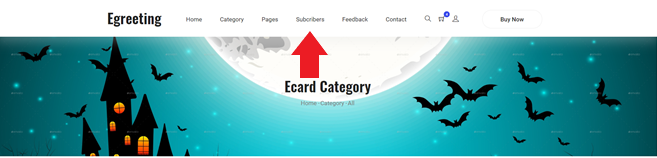 Egreeting Home Category Pages Subcribers Feedback Contact Buy Now
Ecard Category
Home - Category - All